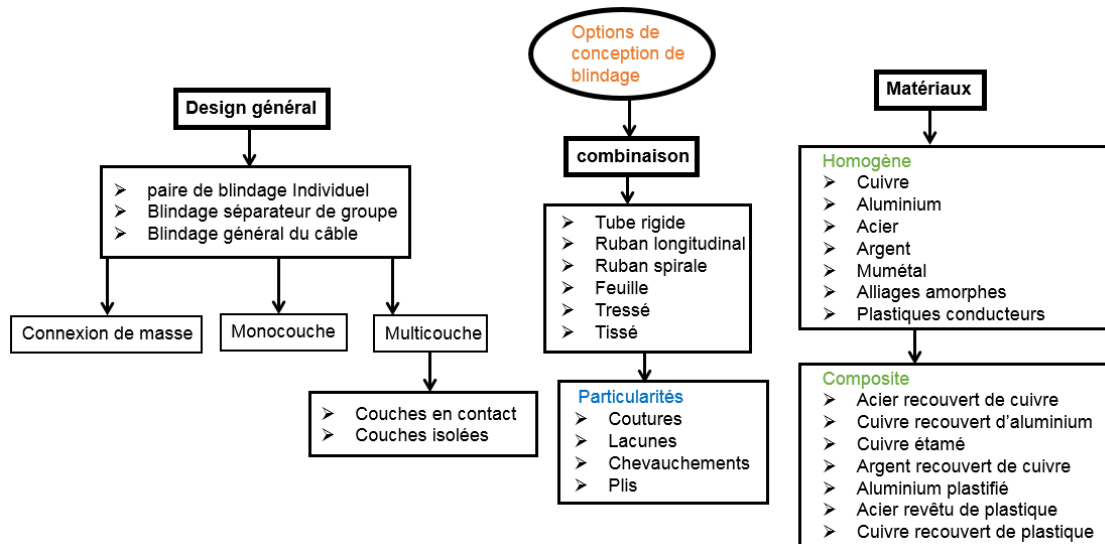 Options de
conception de
blindage
Design général
paire de blindage Individuel
Blindage séparateur de groupe
Blindage général du câble
Connexion de masse
Monocouche
Multicouche
Couches en contact
Couches isolées
combinaison
Tube rigide
Ruban longitudinal
Ruban spirale
Feuille
Tressé
Tissé
Particularités
Coutures
Lacunes
Chevauchements
Plis
Matériaux
Homogène
Cuivre
Aluminium
Acier
Argent
Mumétal
Alliages amorphes
Plastiques conducteurs
Composite
Acier recouvert de cuivre
Cuivre recouvert d'aluminium
Cuivre étamé
Argent recouvert de cuivre
Aluminium plastifié
Acier revêtu de plastique
Cuivre recouvert de plastique